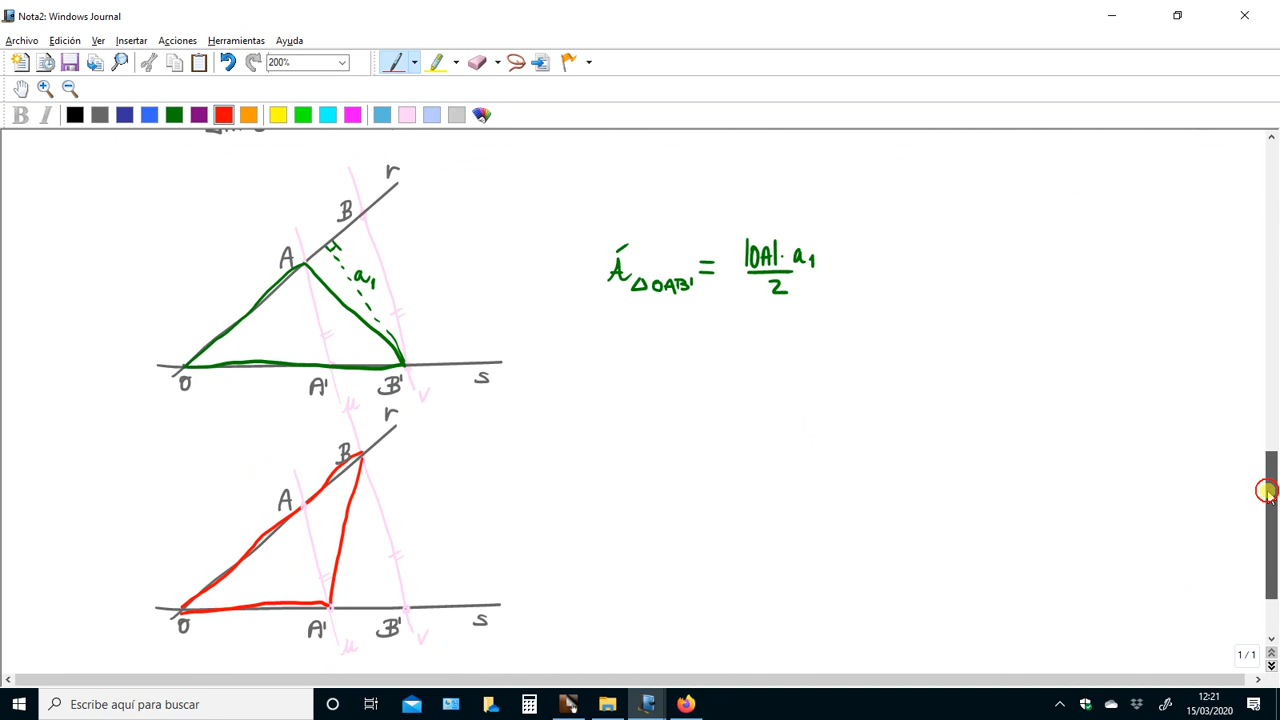 Nota2: Windows Journal
Archivo Edición Ver Insertar Acciones Herramientas Ayuda
200%
B I
r
B
A
a1
O A' B' s
μ v
Á△OAB' = |OA|· a1 / 2
r
B
A
O A' B' s
μ v
1 / 1
Escribe aquí para buscar
12:21
15/03/2020